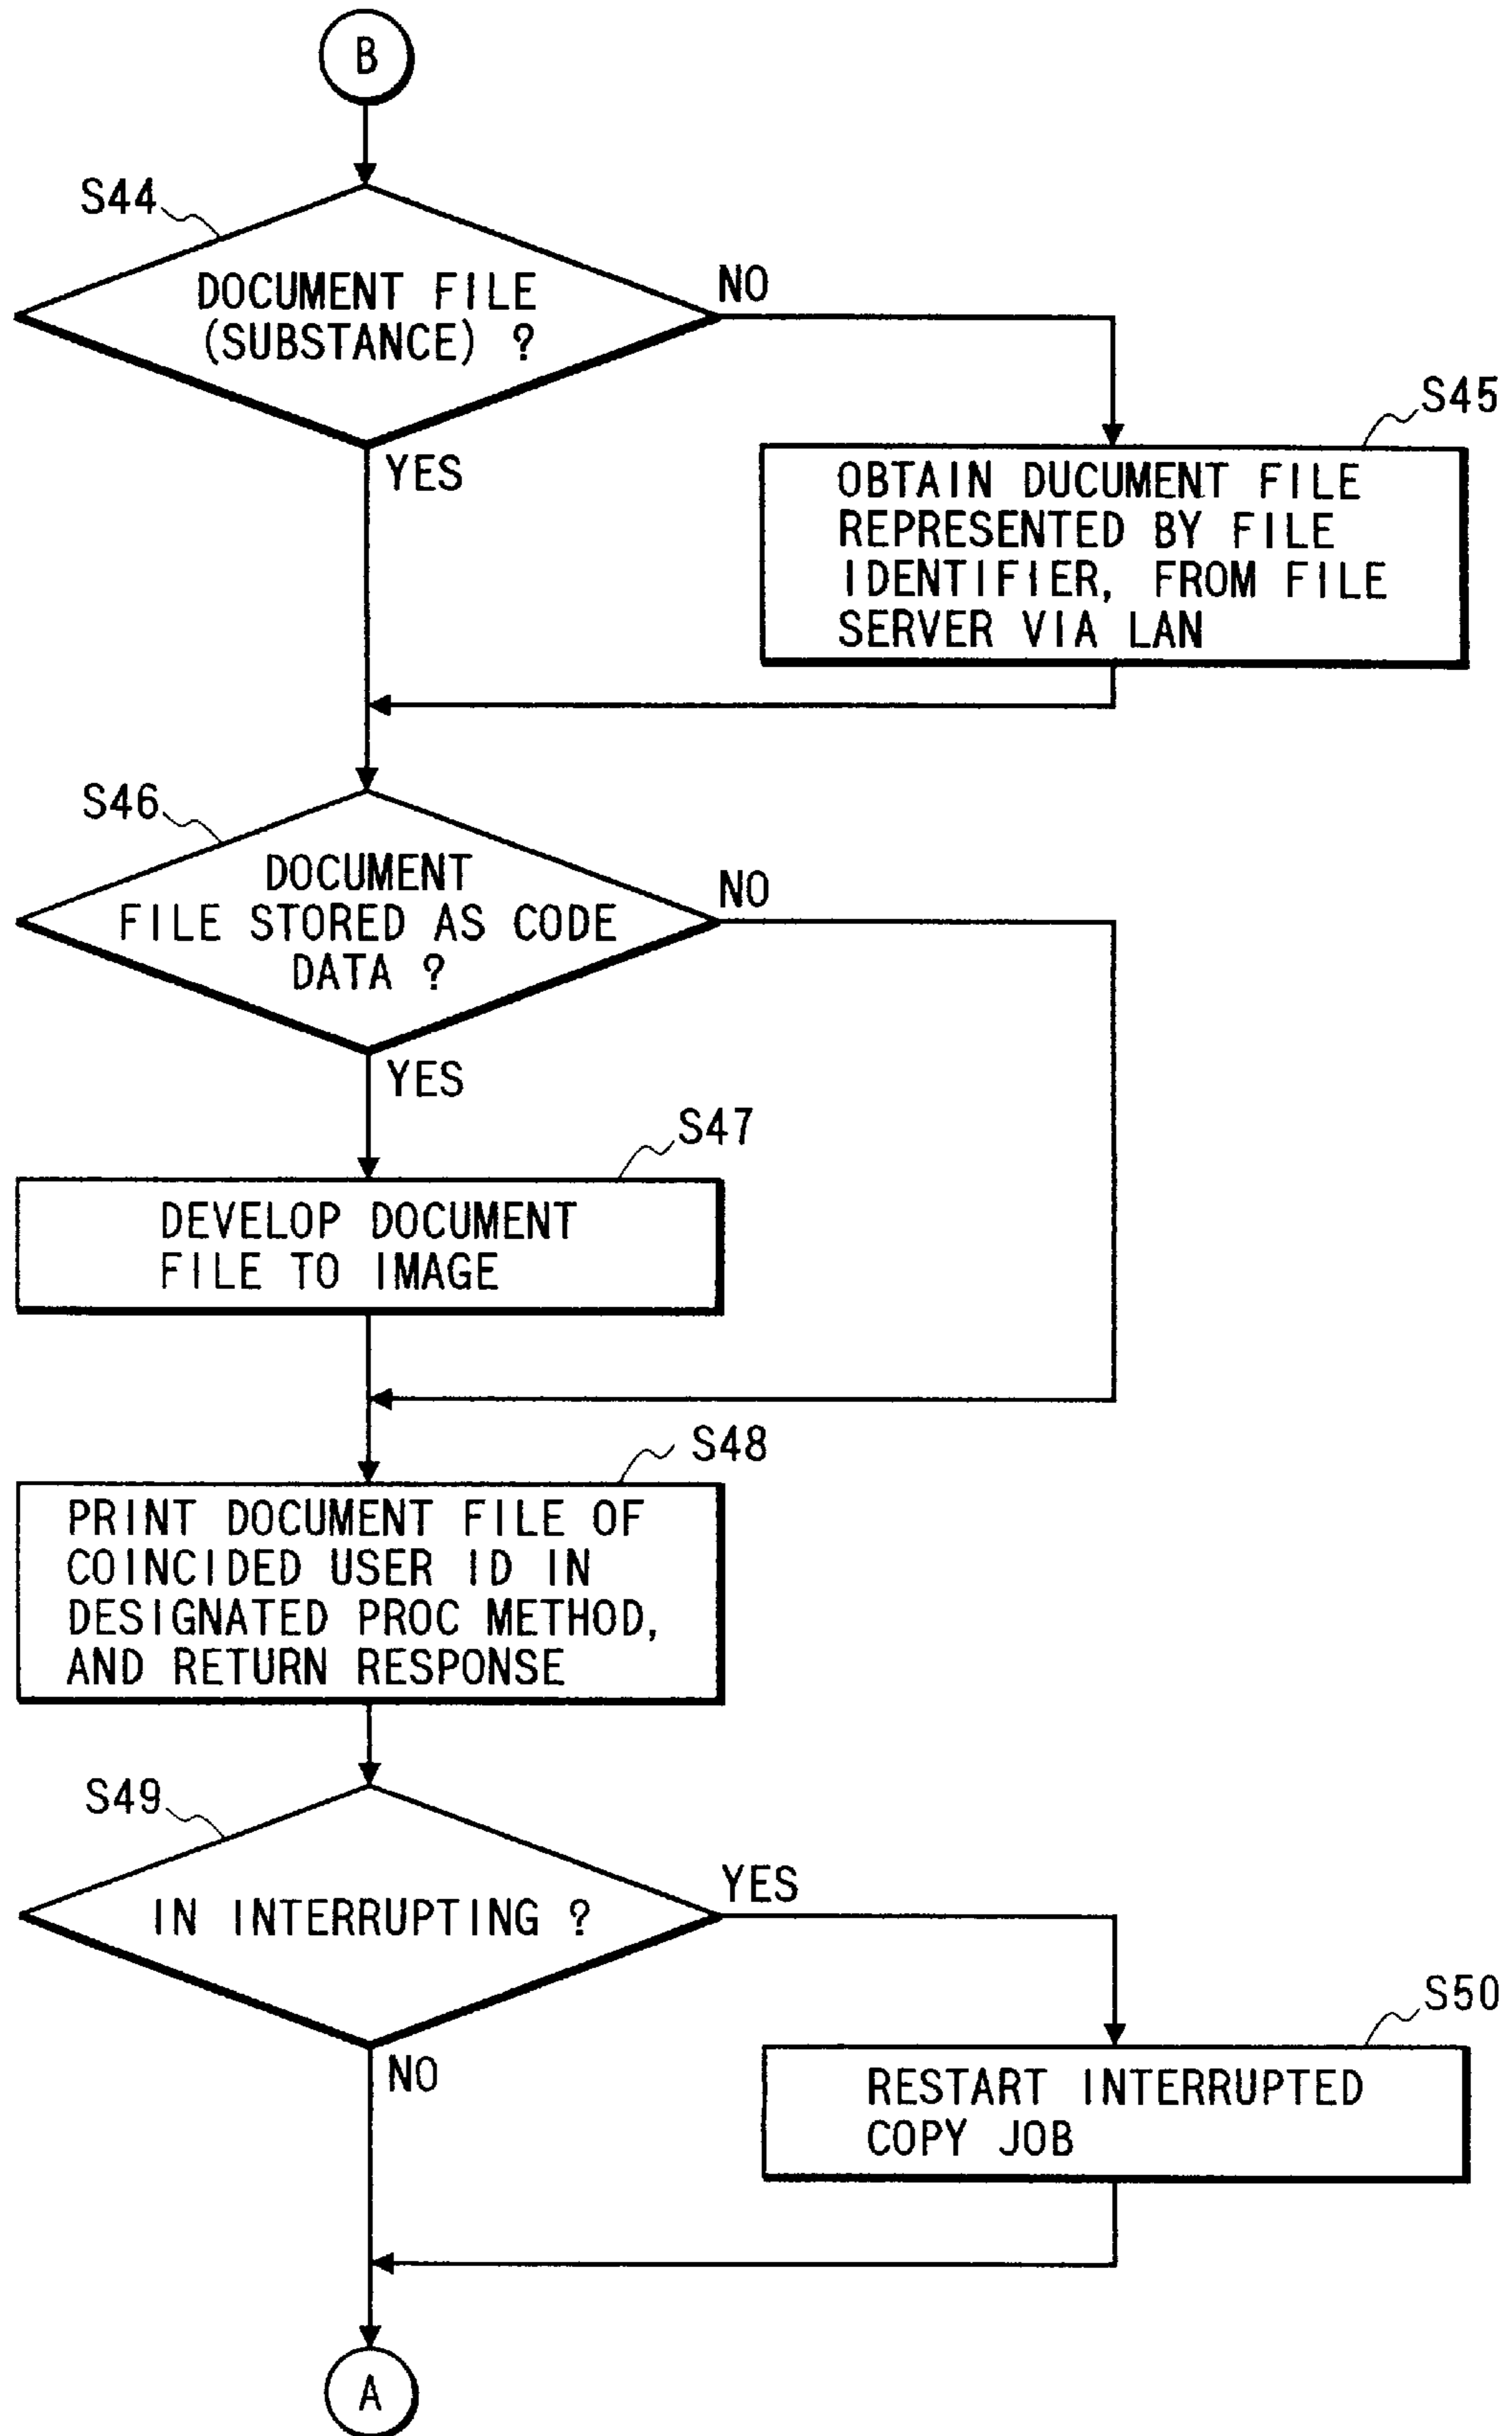 B
S44
DOCUMENT FILE
(SUBSTANCE) ?
NO
YES
S45
OBTAIN DUCUMENT FILE
REPRESENTED BY FILE
IDENTIFIER, FROM FILE
SERVER VIA LAN
S46
DOCUMENT
FILE STORED AS CODE
DATA ?
NO
YES
S47
DEVELOP DOCUMENT
FILE TO IMAGE
S48
PRINT DOCUMENT FILE OF
COINCIDED USER ID IN
DESIGNATED PROC METHOD,
AND RETURN RESPONSE
S49
IN INTERRUPTING ?
YES
NO
S50
RESTART INTERRUPTED
COPY JOB
A